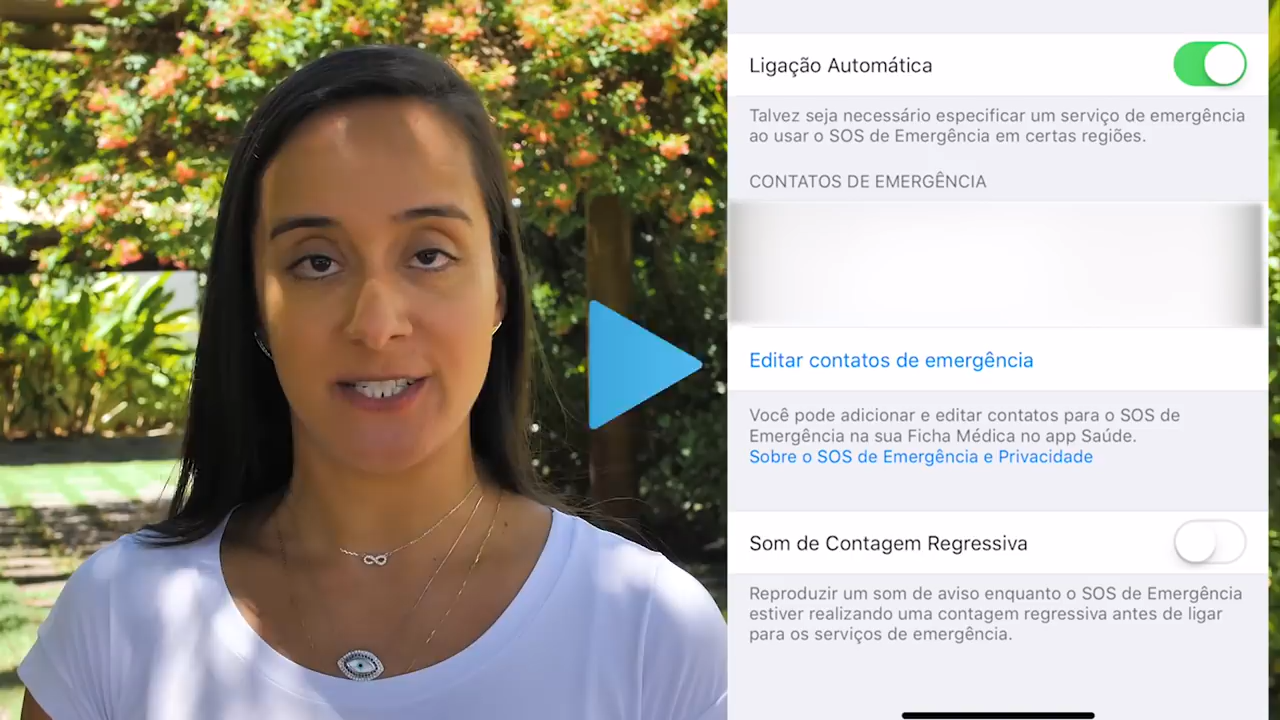 Ligação Automática
Talvez seja necessário especificar um serviço de emergência
ao usar o SOS de Emergência em certas regiões.
CONTATOS DE EMERGÊNCIA
Editar contatos de emergência
Você pode adicionar e editar contatos para o SOS de
Emergência na sua Ficha Médica no app Saúde.
Sobre o SOS de Emergência e Privacidade
Som de Contagem Regressiva
Reproduzir um som de aviso enquanto o SOS de Emergência
estiver realizando uma contagem regressiva antes de ligar
para os serviços de emergência.